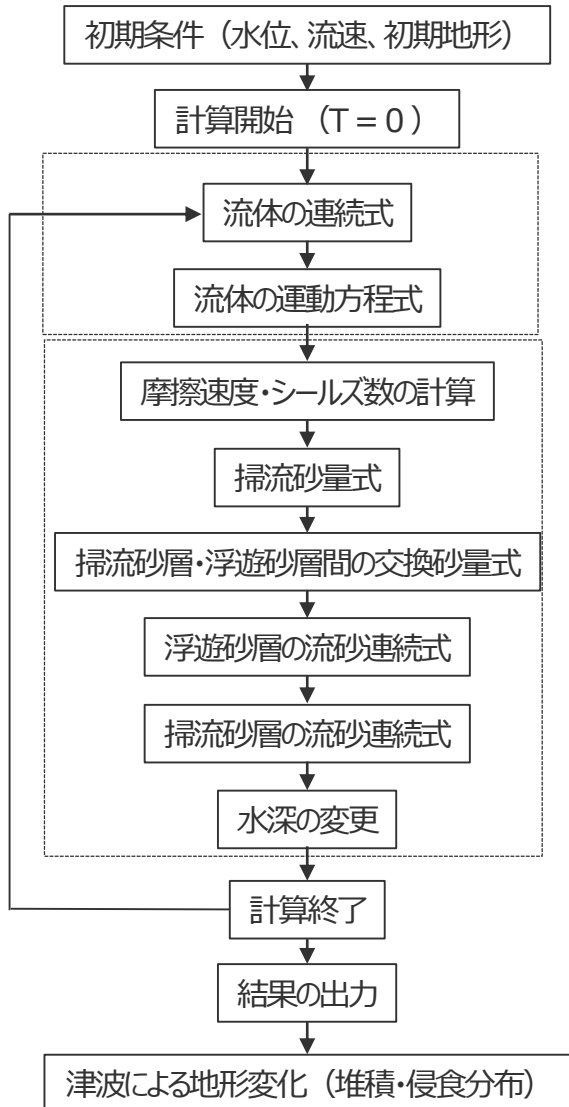 初期条件（水位、流速、初期地形）
計算開始 （T＝0）
流体の連続式
流体の運動方程式
摩擦速度・シールズ数の計算
掃流砂量式
掃流砂層・浮遊砂層間の交換砂量式
浮遊砂層の流砂連続式
掃流砂層の流砂連続式
水深の変更
計算終了
結果の出力
津波による地形変化（堆積・侵食分布）